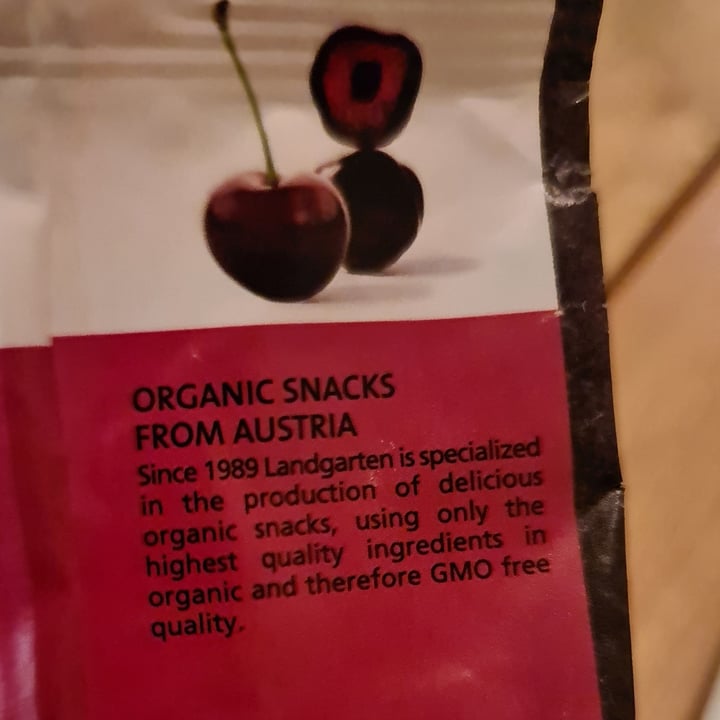 ORGANIC SNACKS
FROM AUSTRIA
Since 1989 Landgarten is specialized
in the production of delicious
organic snacks, using only the
highest quality ingredients in
organic and therefore GMO free
quality.